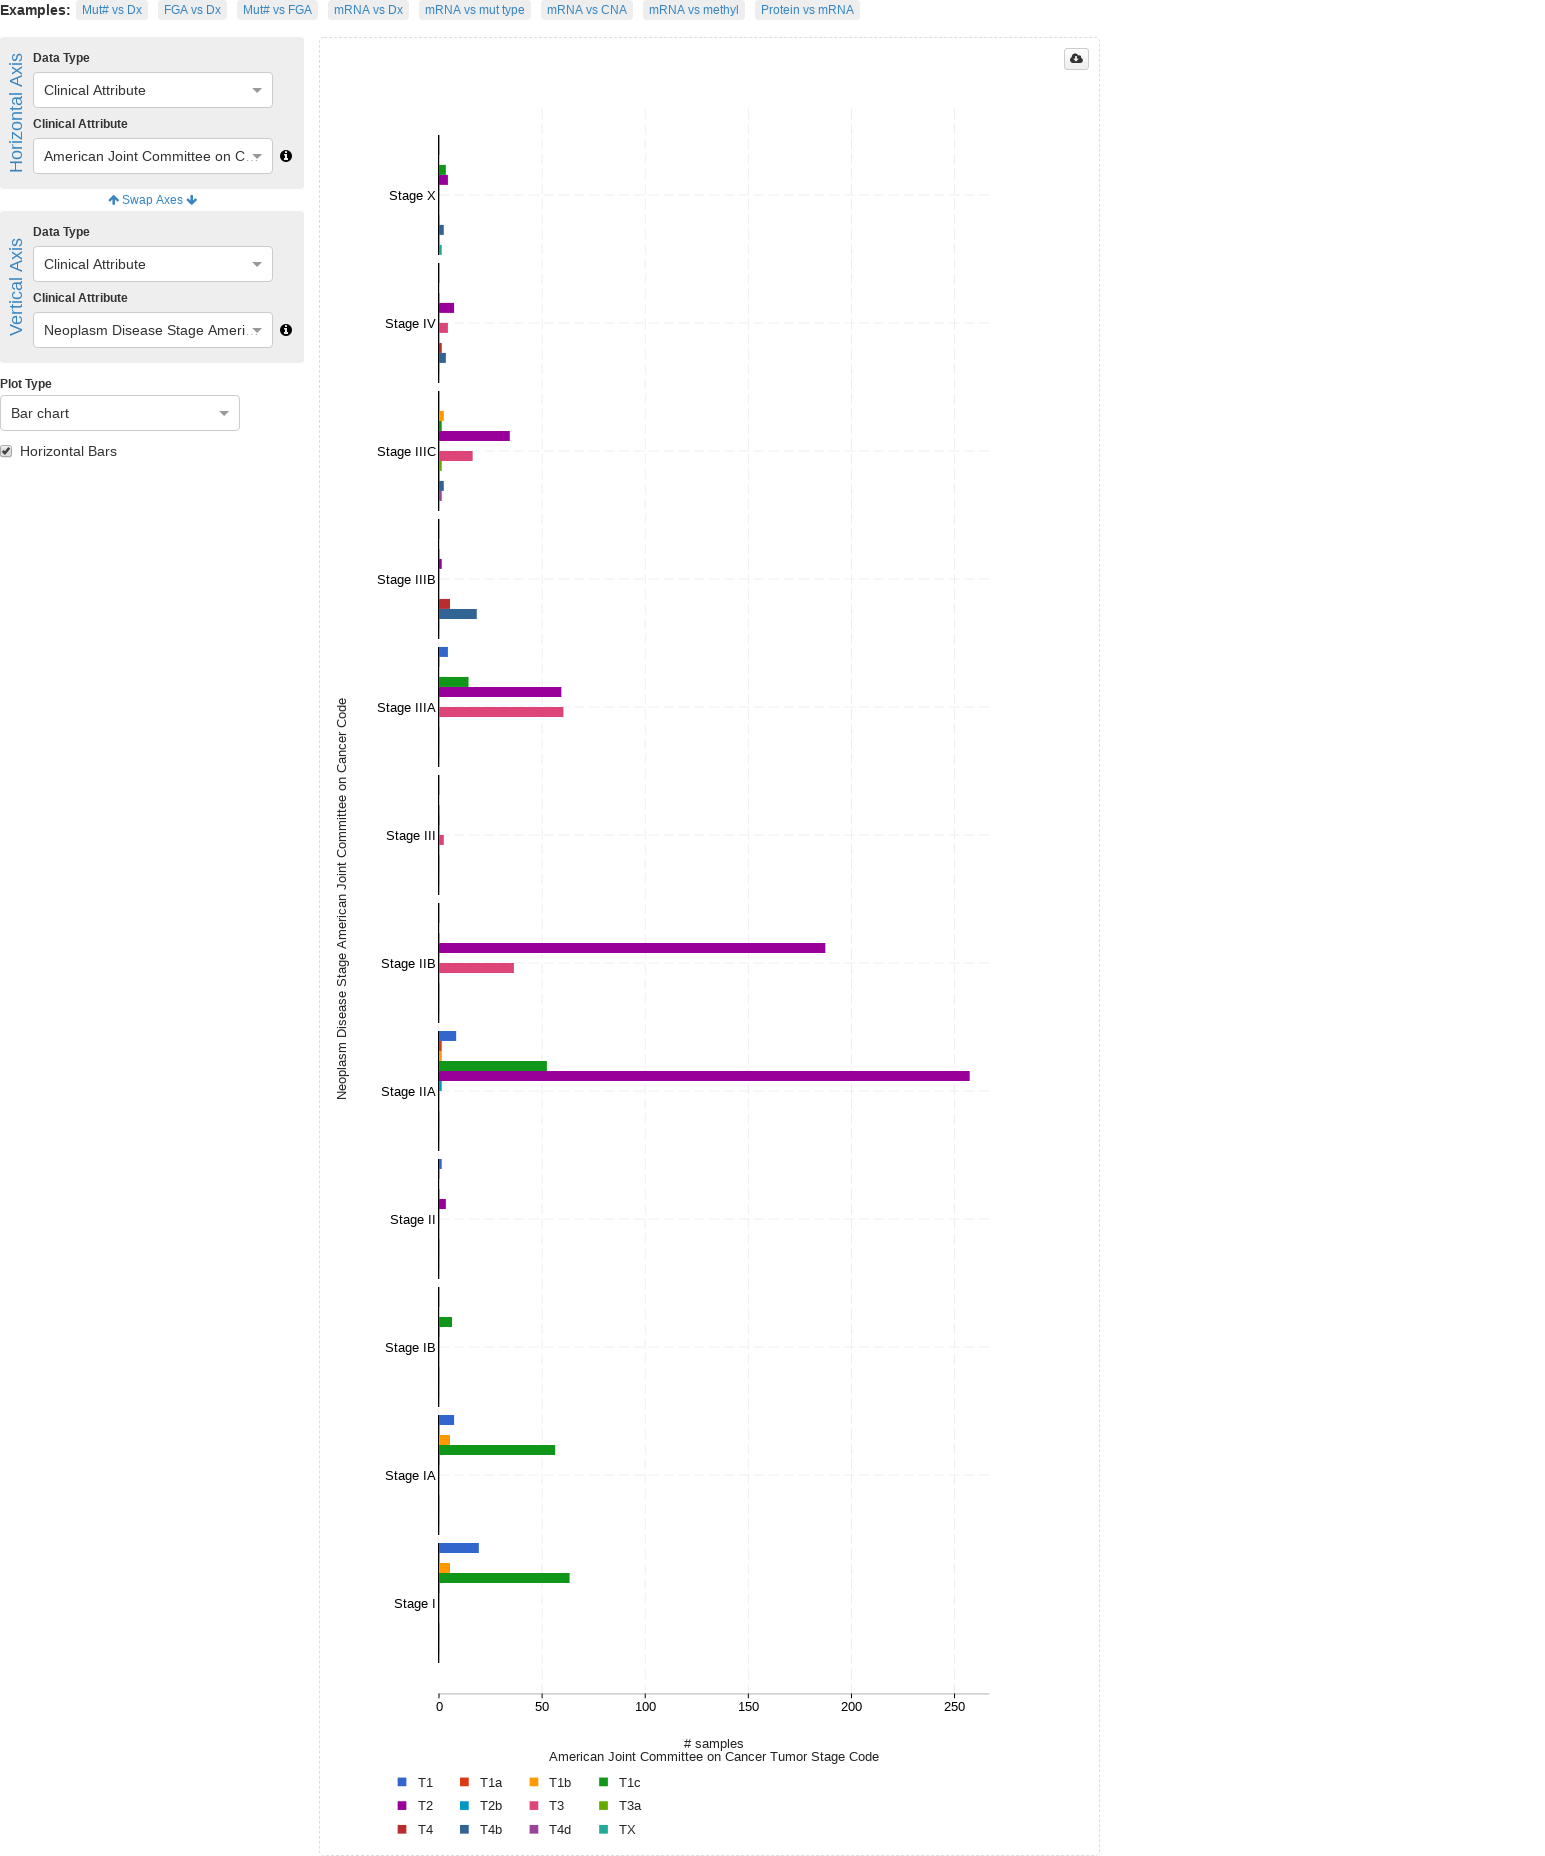 Examples: Mut# vs Dx FGA vs Dx Mut# vs FGA mRNA vs Dx mRNA vs mut type mRNA vs CNA mRNA vs methyl Protein vs mRNA
Horizontal Axis
Data Type
Clinical Attribute
Clinical Attribute
American Joint Committee on C...
Swap Axes
Vertical Axis
Data Type
Clinical Attribute
Clinical Attribute
Neoplasm Disease Stage Ameri...
Plot Type
Bar chart
Horizontal Bars
Neoplasm Disease Stage American Joint Committee on Cancer Code
Stage X
Stage IV
Stage IIIC
Stage IIIB
Stage IIIA
Stage III
Stage IIB
Stage IIA
Stage II
Stage IB
Stage IA
Stage I
0 50 100 150 200 250
# samples
American Joint Committee on Cancer Tumor Stage Code
T1 T1a T1b T1c
T2 T2b T3 T3a
T4 T4b T4d TX